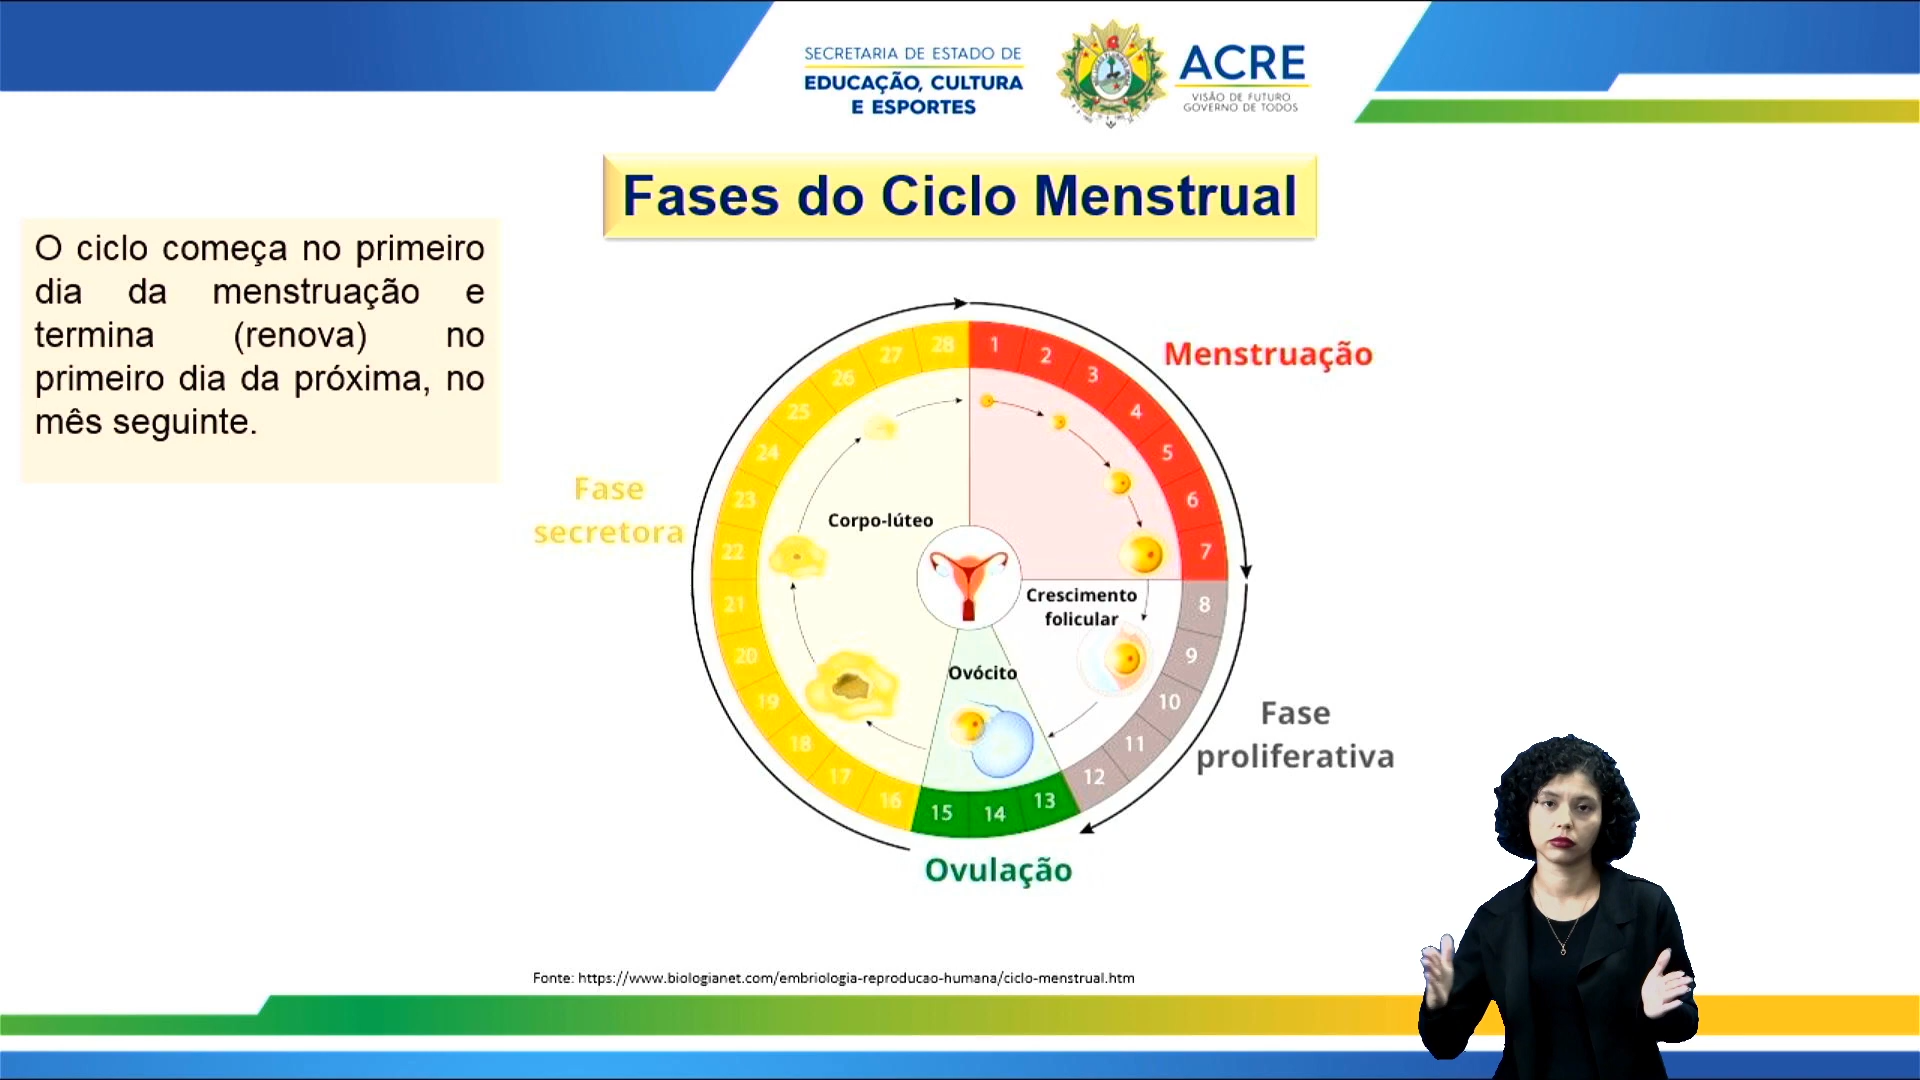 SECRETARIA DE ESTADO DE
EDUCAÇÃO, CULTURA
E ESPORTES
ACRE
VISÃO DE FUTURO
GOVERNO DE TODOS
Fases do Ciclo Menstrual
O ciclo começa no primeiro
dia da menstruação e
termina (renova) no
primeiro dia da próxima, no
mês seguinte.
Menstruação
1
2
3
4
5
6
7
8
9
10
11
12
13
14
15
16
17
18
19
20
21
22
23
24
25
26
27
28
Fase
secretora
Corpo-lúteo
Crescimento
folicular
Ovócito
Fase
proliferativa
Ovulação
Fonte: https://www.biologianet.com/embriologia-reproducao-humana/ciclo-menstrual.htm